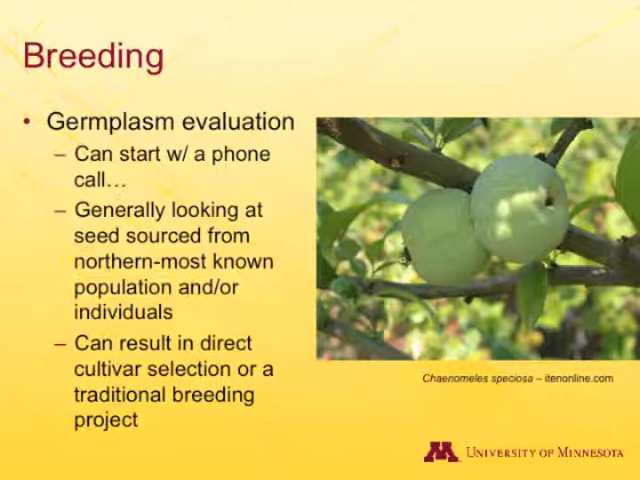 Breeding
• Germplasm evaluation
– Can start w/ a phone
call…
– Generally looking at
seed sourced from
northern-most known
population and/or
individuals
– Can result in direct
cultivar selection or a
traditional breeding
project
Chaenomeles speciosa – itenonline.com
M University of Minnesota